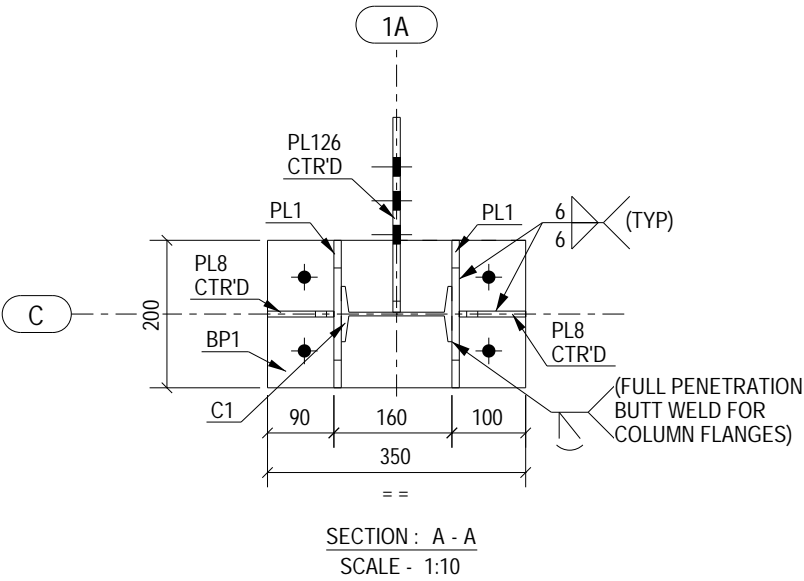 1A
PL126
CTR'D
PL1
PL1
6
6
(TYP)
PL8
CTR'D
C
200
BP1
PL8
CTR'D
C1
90
160
100
(FULL PENETRATION
BUTT WELD FOR
COLUMN FLANGES)
350
= =
SECTION : A - A
SCALE - 1:10